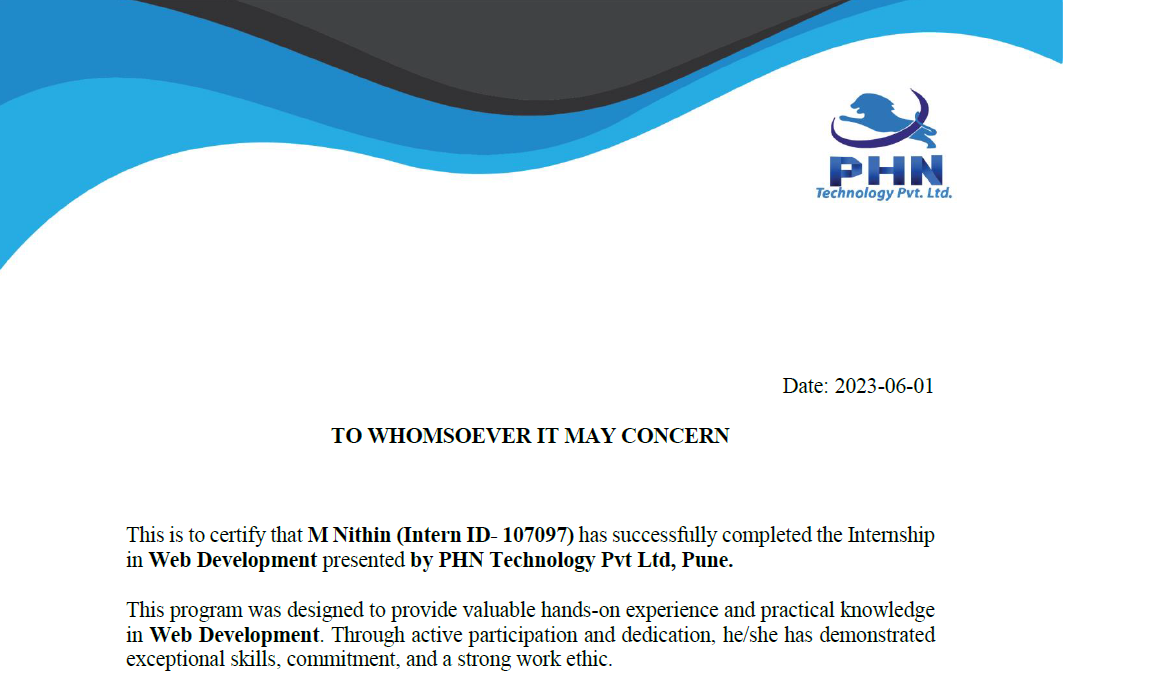 PHN
Technology Pvt. Ltd.
Date: 2023-06-01
TO WHOMSOEVER IT MAY CONCERN
This is to certify that M Nithin (Intern ID- 107097) has successfully completed the Internship
in Web Development presented by PHN Technology Pvt Ltd, Pune.
This program was designed to provide valuable hands-on experience and practical knowledge
in Web Development. Through active participation and dedication, he/she has demonstrated
exceptional skills, commitment, and a strong work ethic.